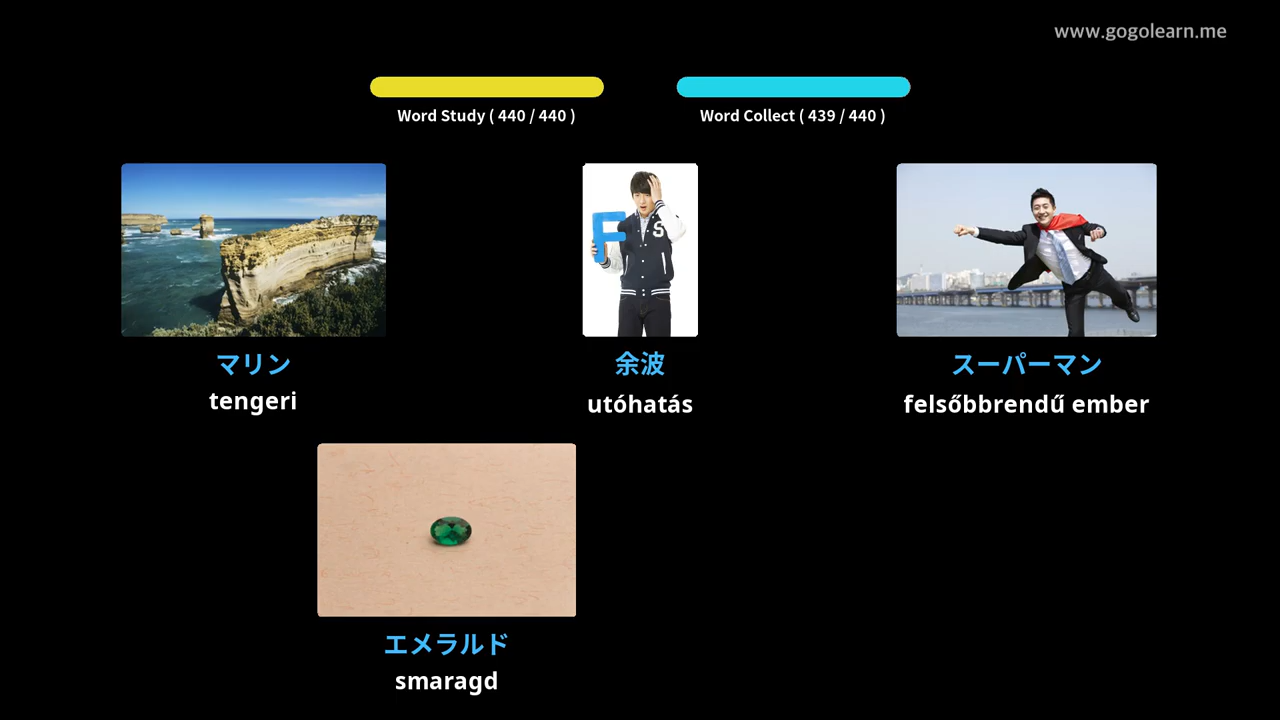 www.gogolearn.me
Word Study ( 440 / 440 )
Word Collect ( 439 / 440 )
F
S
マリン
余波
スーパーマン
tengeri
utóhatás
felsőbbrendű ember
エメラルド
smaragd